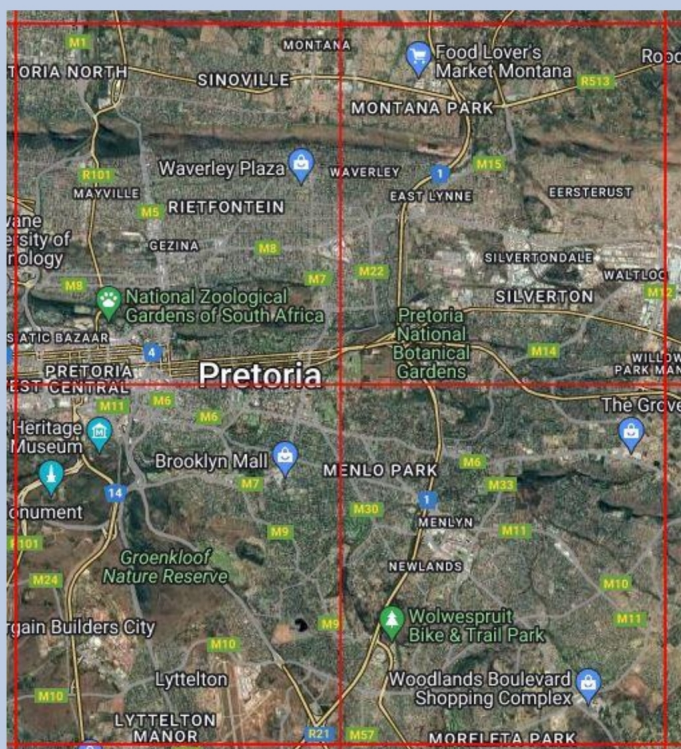 M1
MONTANA
Food Lover's
Market Montana
TORIA NORTH
SINOVILLE
Rood
R513
MONTANA PARK
Waverley Plaza
WAVERLEY
M15
1
R101
MAYVILLE
EAST LYNNE
EERSTERUST
M5
RIETFONTEIN
wane
ersity of
nology
GEZINA
M8
SILVERTONDALE
M7
M22
WALTLOO
M8
M12
National Zoological
Gardens of South Africa
SILVERTON
Pretoria
National
Botanical
Gardens
SIATIC BAZAAR
4
M14
PRETORIA
EST CENTRAL
Pretoria
WILLOW
PARK MAN
M11
M6
M6
The Grove
Heritage
Museum
Brooklyn Mall
MENLO PARK
M6
M7
M33
14
1
onument
M30
MENLYN
M9
M11
R101
Groenkloof
Nature Reserve
NEWLANDS
M24
M10
Wolwespruit
Bike & Trail Park
M11
rgain Builders City
M9
M10
Lyttelton
Woodlands Boulevard
Shopping Complex
M10
LYTTELTON
MANOR
R21
M57
MORELETA PARK